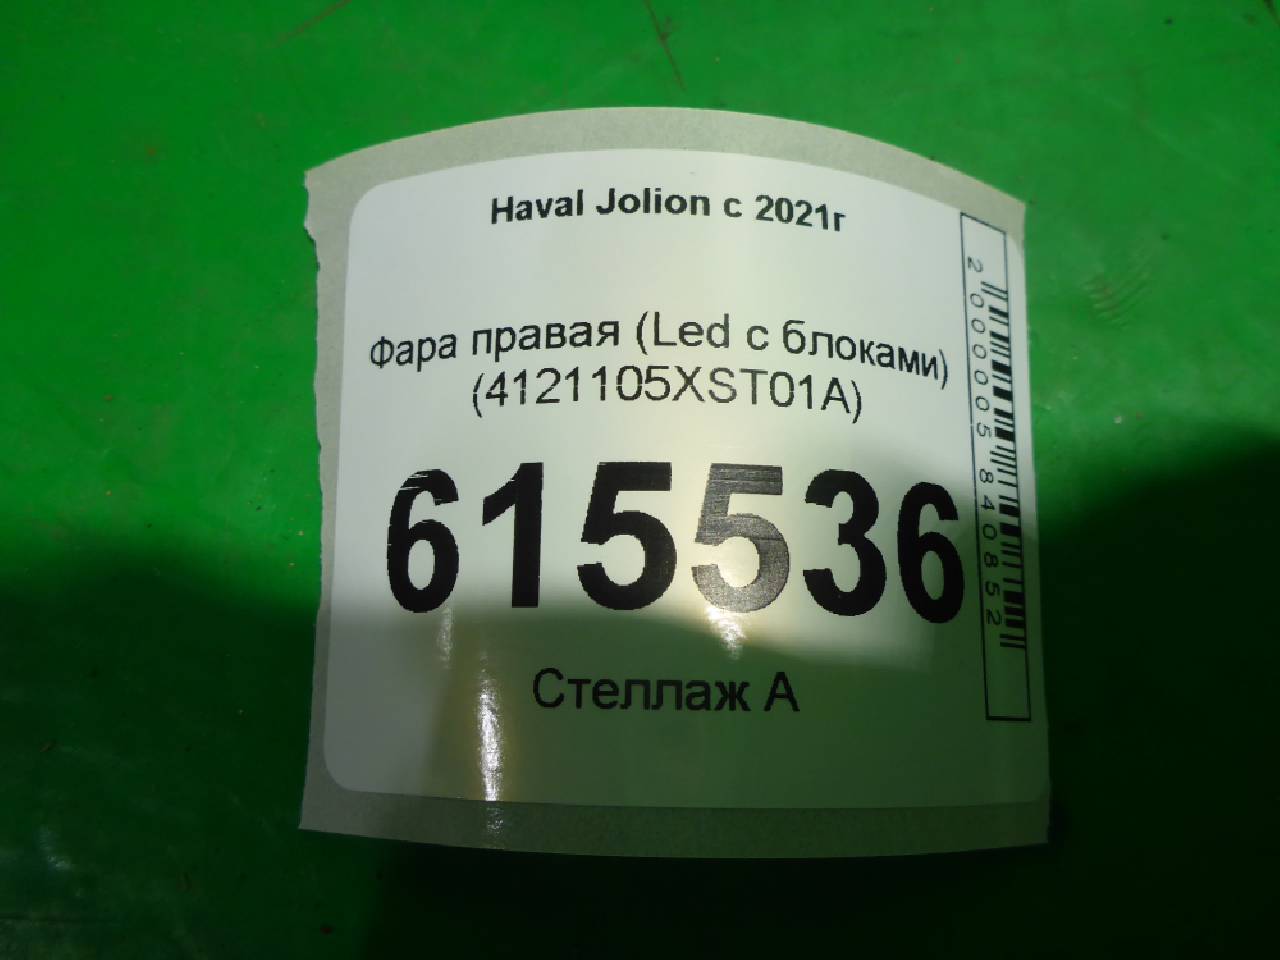 Haval Jolion с 2021г
Фара правая (Led с блоками)
(4121105XST01A)
615536
Стеллаж А
2000005840852